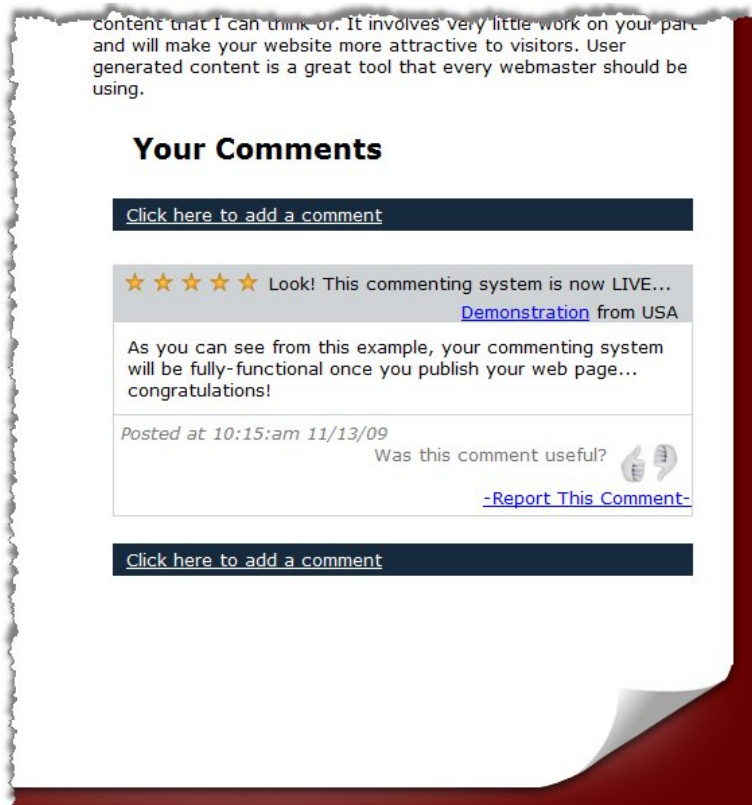 content that I can think of. It involves very little work on your part
and will make your website more attractive to visitors. User
generated content is a great tool that every webmaster should be
using.
Your Comments
Click here to add a comment
Look! This commenting system is now LIVE...
Demonstration from USA
As you can see from this example, your commenting system
will be fully-functional once you publish your web page...
congratulations!
Posted at 10:15:am 11/13/09
Was this comment useful?
-Report This Comment-
Click here to add a comment